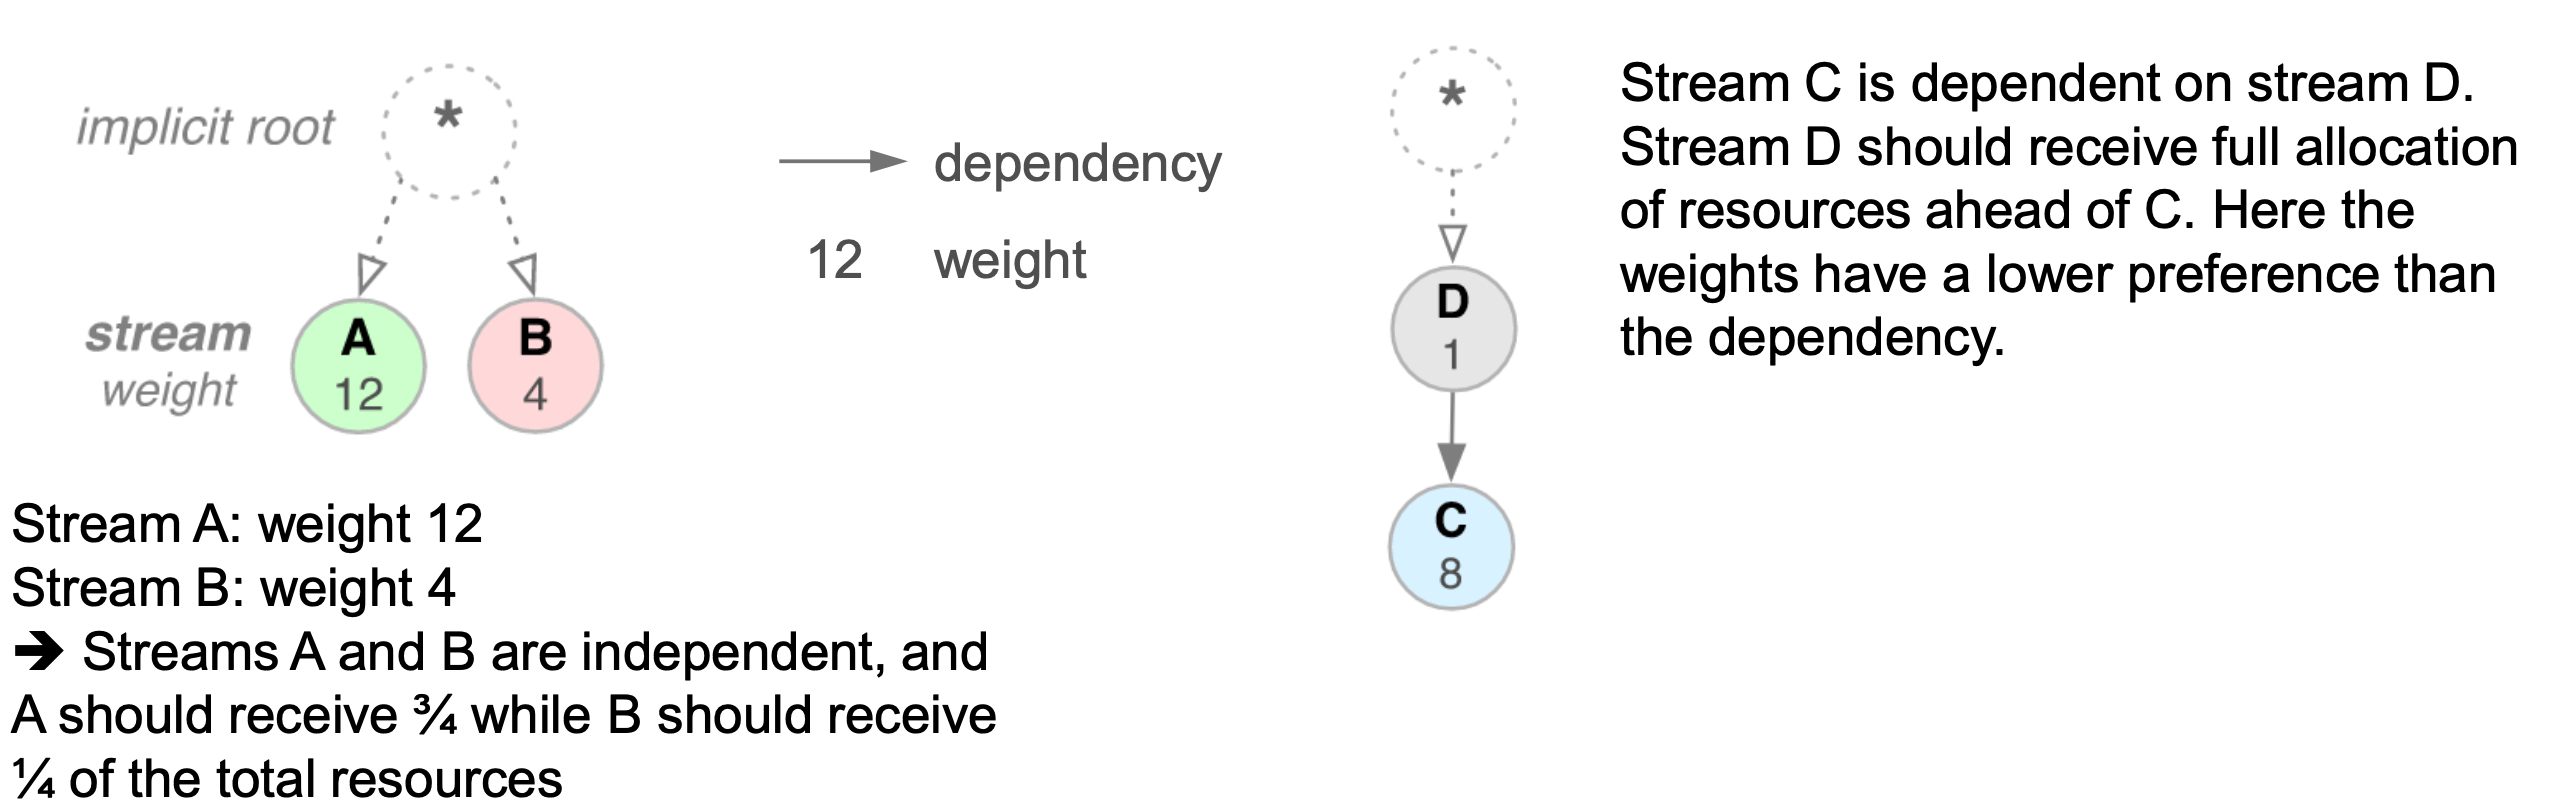 implicit root
*
stream
weight
A
12
B
4
dependency
12 weight
Stream A: weight 12
Stream B: weight 4
➔ Streams A and B are independent, and
A should receive ¾ while B should receive
¼ of the total resources
*
D
1
C
8
Stream C is dependent on stream D.
Stream D should receive full allocation
of resources ahead of C. Here the
weights have a lower preference than
the dependency.